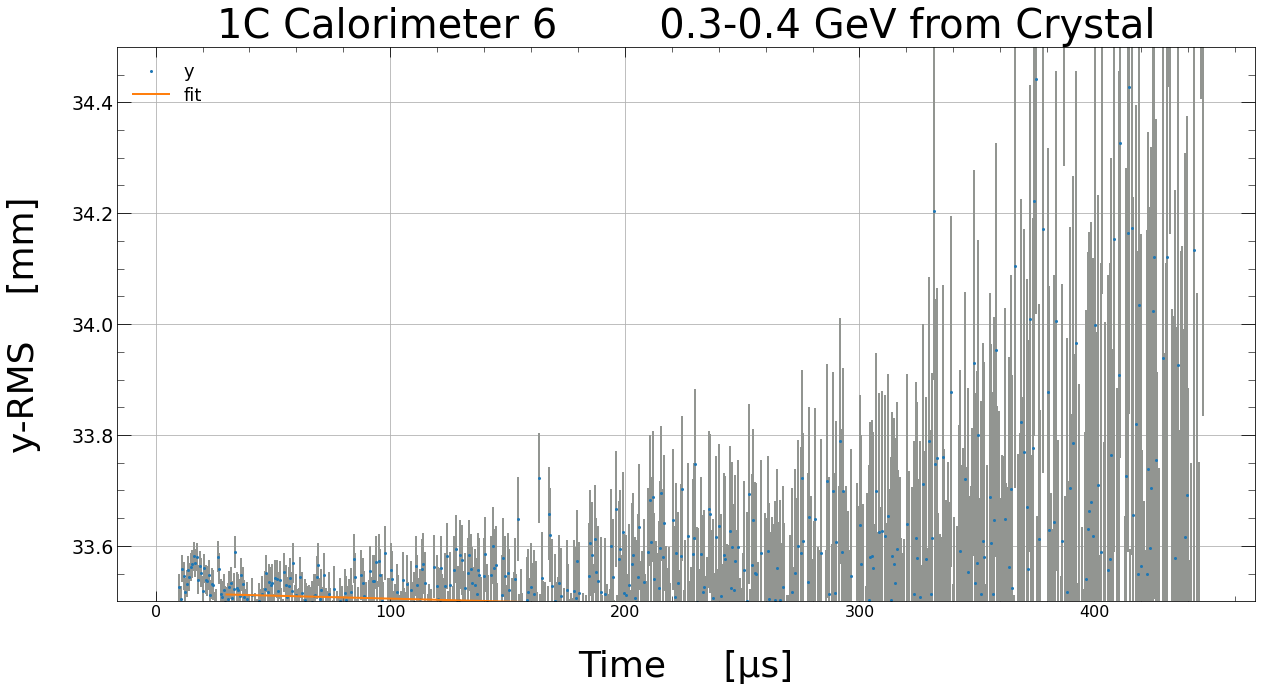 1C Calorimeter 6 0.3-0.4 GeV from Crystal
y
fit
34.4
34.2
34.0
33.8
33.6
y-RMS [mm]
0 100 200 300 400
Time [µs]